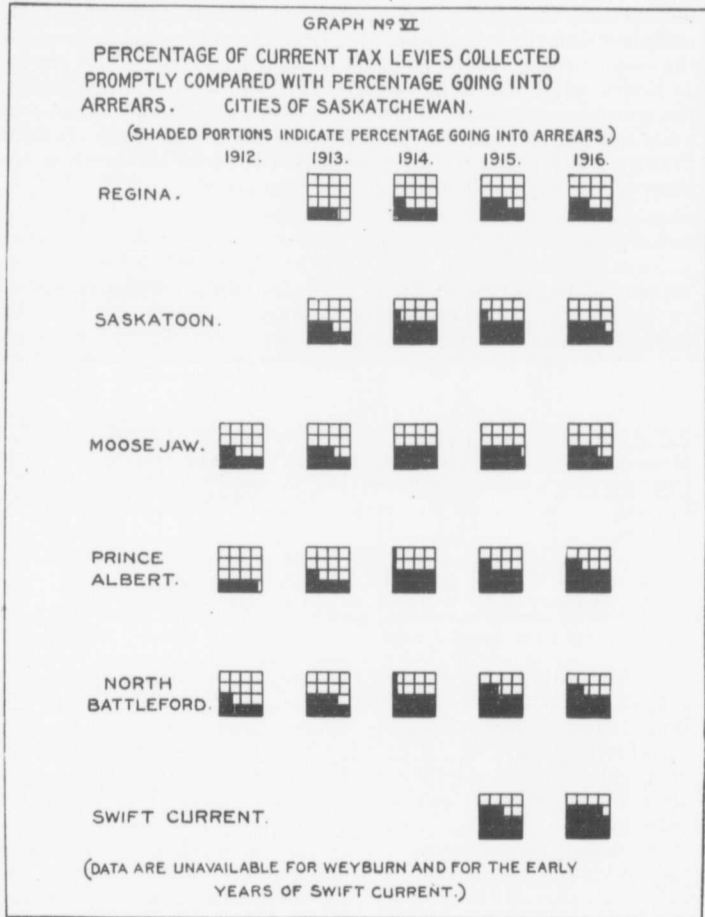 GRAPH Nº VI
PERCENTAGE OF CURRENT TAX LEVIES COLLECTED
PROMPTLY COMPARED WITH PERCENTAGE GOING INTO
ARREARS. CITIES OF SASKATCHEWAN.
(SHADED PORTIONS INDICATE PERCENTAGE GOING INTO ARREARS,)
1912. 1913. 1914. 1915. 1916.
REGINA.
SASKATOON.
MOOSE JAW.
PRINCE
ALBERT.
NORTH
BATTLEFORD.
SWIFT CURRENT.
(DATA ARE UNAVAILABLE FOR WEYBURN AND FOR THE EARLY
YEARS OF SWIFT CURRENT.)